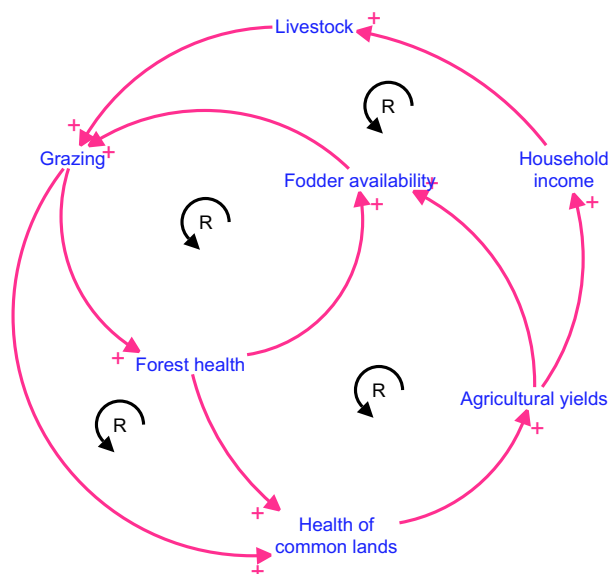 Livestock
+
R
+
Grazing
+
Household
income
+
Fodder availability
+
+
R
+
Forest health
R
Agricultural yields
R
+
+
Health of
common lands
+